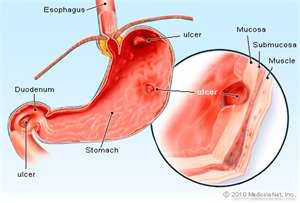 Esophagus
ulcer
Mucosa
Submucosa
Muscle
Duodenum
ulcer
Stomach
ulcer
© 2010 MedicineNet, Inc.